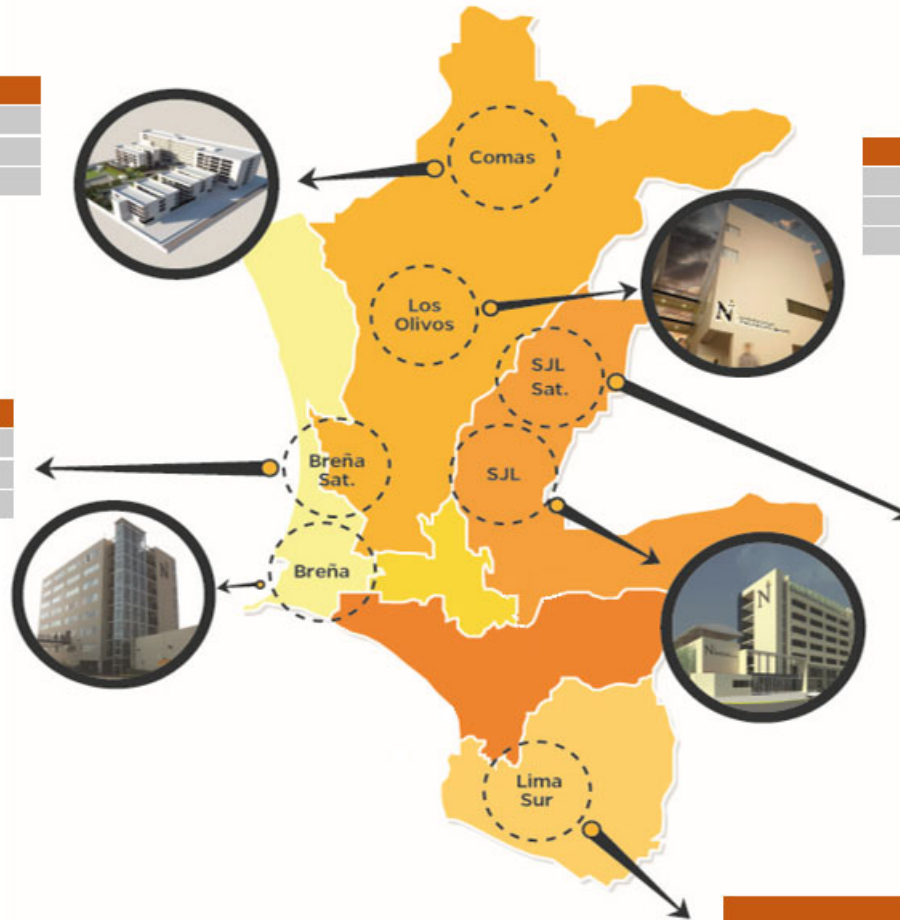 Comas
Los
Olivos
SJL
Sat.
Breña
Sat.
SJL
Breña
Lima
Sur
N
N